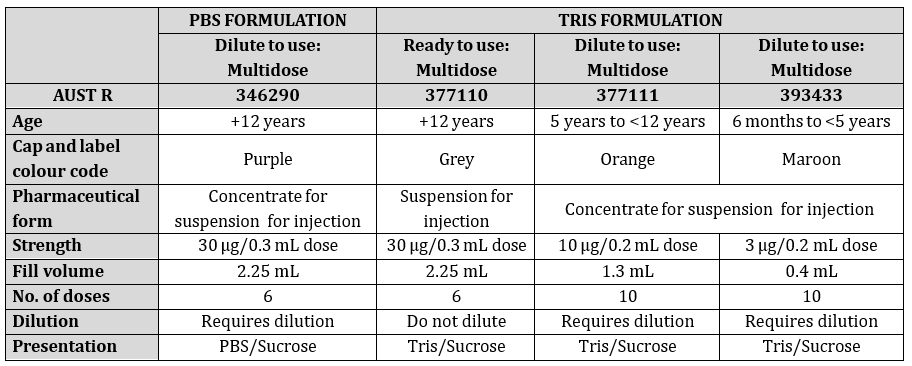 PBS FORMULATION TRIS FORMULATION
Dilute to use: Ready to use: Dilute to use: Dilute to use:
Multidose Multidose Multidose Multidose
AUST R 346290 377110 377111 393433
Age +12 years +12 years 5 years to <12 years 6 months to <5 years
Cap and label
colour code Purple Grey Orange Maroon
Pharmaceutical
form Concentrate for
suspension for injection Suspension for
injection Concentrate for suspension for injection
Strength 30 µg/0.3 mL dose 30 µg/0.3 mL dose 10 µg/0.2 mL dose 3 µg/0.2 mL dose
Fill volume 2.25 mL 2.25 mL 1.3 mL 0.4 mL
No. of doses 6 6 10 10
Dilution Requires dilution Do not dilute Requires dilution Requires dilution
Presentation PBS/Sucrose Tris/Sucrose Tris/Sucrose Tris/Sucrose